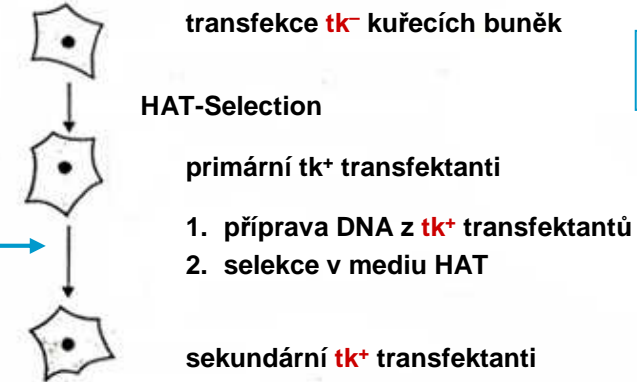 transfekce tk⁻ kuřecích buněk
HAT-Selection
primární tk⁺ transfektanti
1. příprava DNA z tk⁺ transfektantů
2. selekce v mediu HAT
sekundární tk⁺ transfektanti